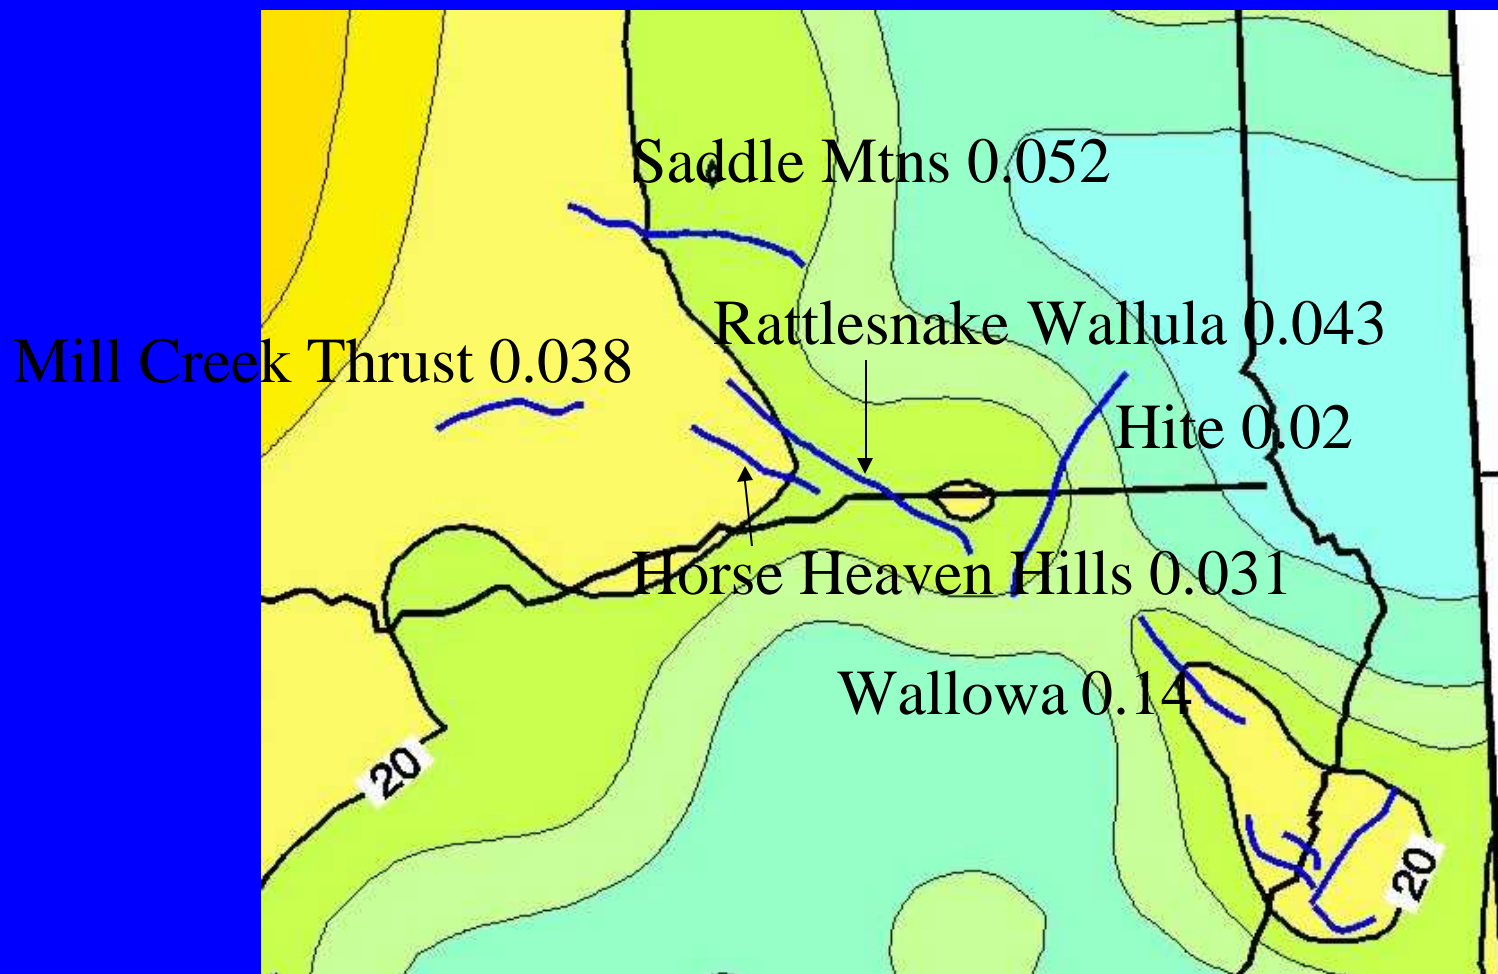 Saddle Mtns 0.052
Rattlesnake Wallula 0.043
Mill Creek Thrust 0.038
Hite 0.02
Horse Heaven Hills 0.031
Wallowa 0.14
20
20